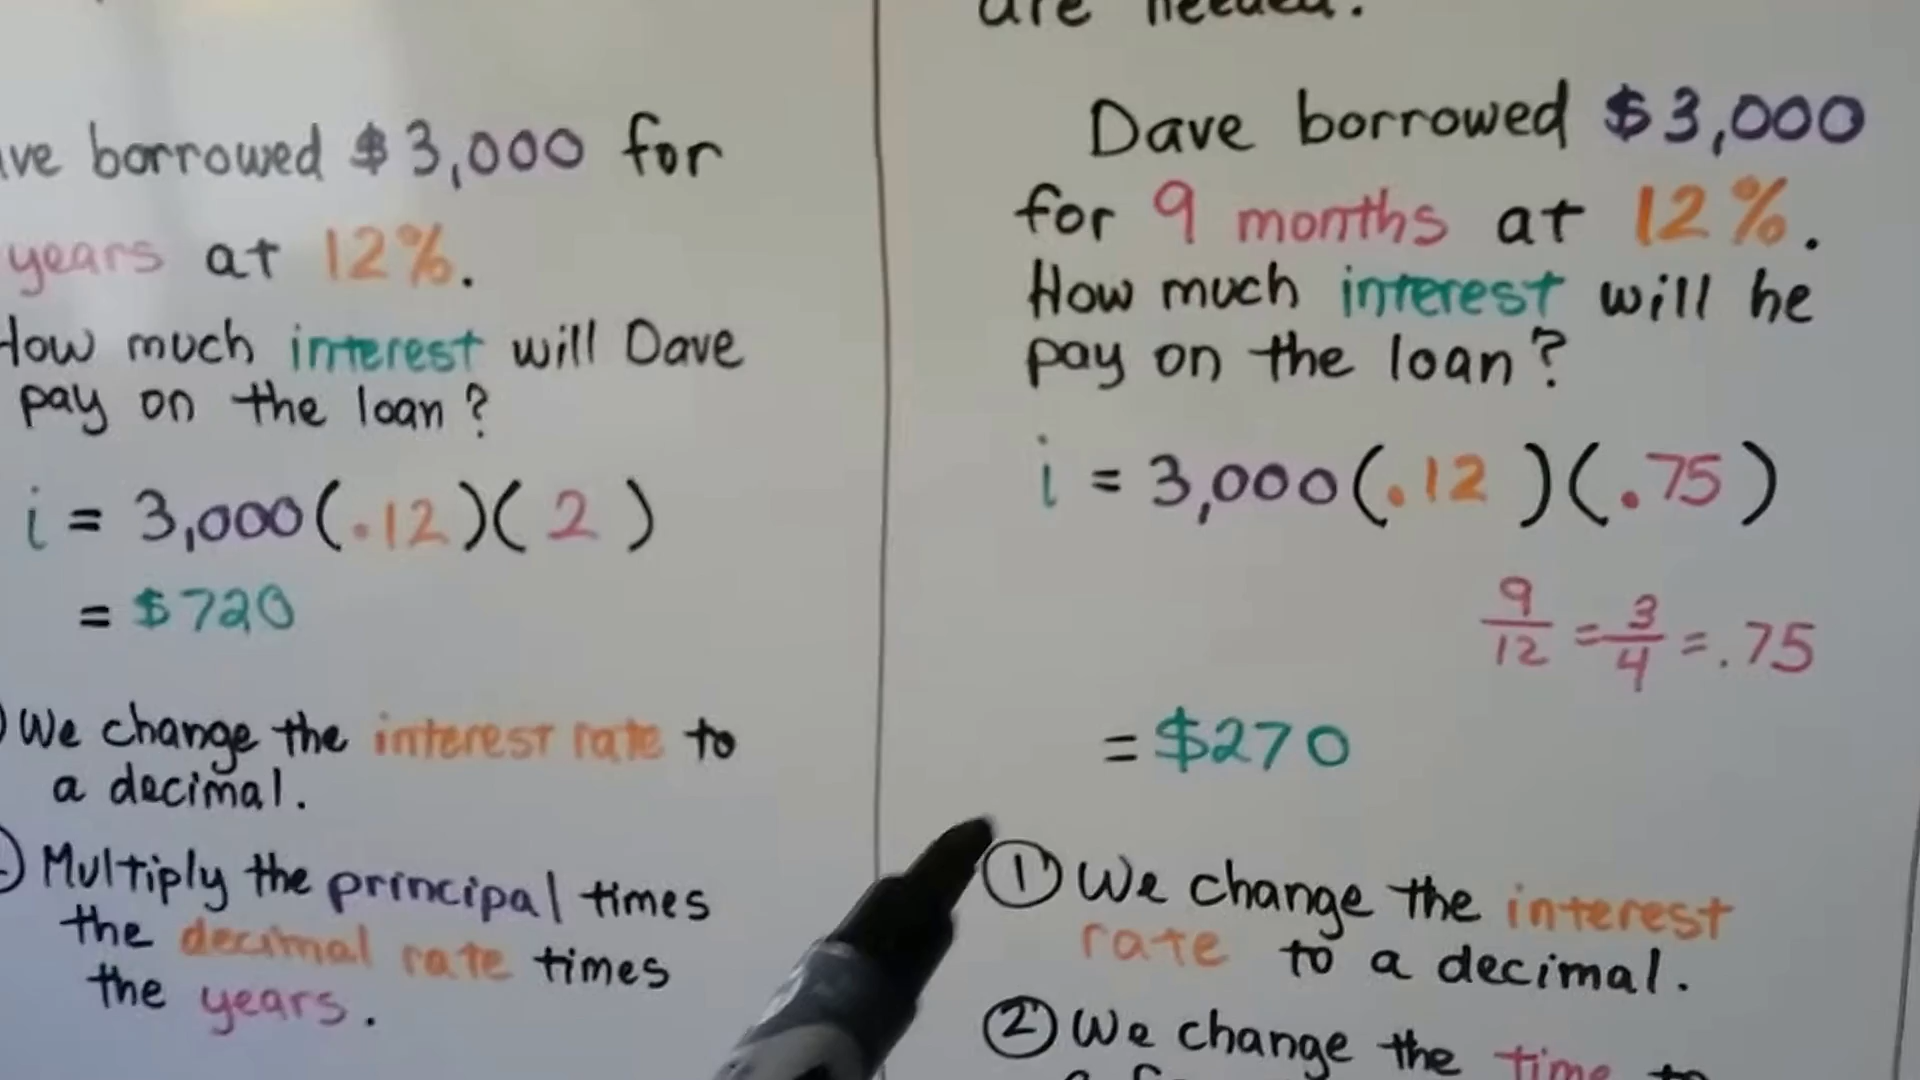 borrowed $3,000 for
years at 12%.
How much interest will Dave
pay on the loan?
i = 3,000(.12)(2)
= $720
We change the interest rate to
a decimal.
Multiply the principal times
the decimal rate times
the years.
are needed.
Dave borrowed $3,000
for 9 months at 12%.
How much interest will he
pay on the loan?
i = 3,000(.12)(.75)
9/12 = 3/4 = .75
= $270
① We change the interest
rate to a decimal.
② We change the time to